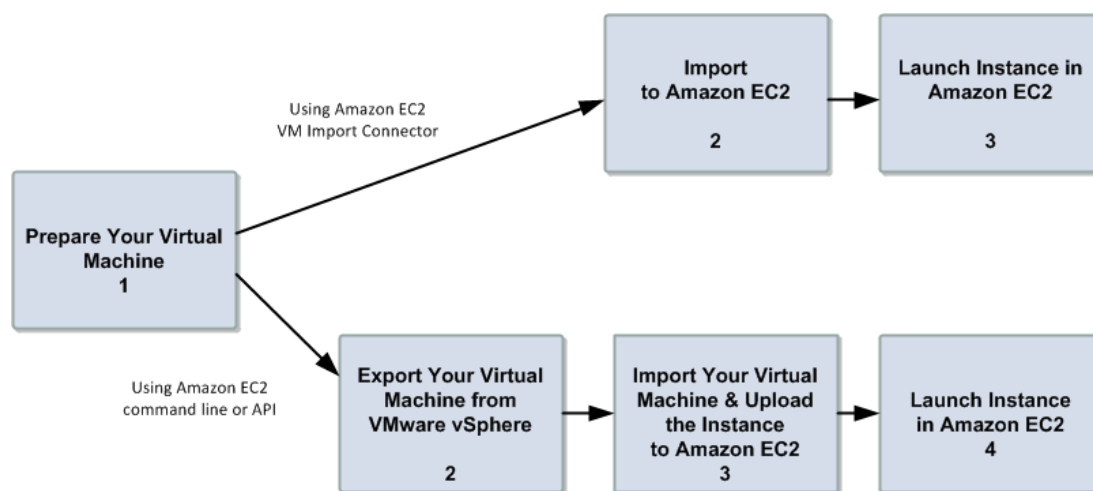 Import
to Amazon EC2
2
Launch Instance in
Amazon EC2
3
Using Amazon EC2
VM Import Connector
Prepare Your Virtual
Machine
1
Using Amazon EC2
command line or API
Export Your Virtual
Machine from
VMware vSphere
2
Import Your Virtual
Machine & Upload
the Instance
to Amazon EC2
3
Launch Instance
in Amazon EC2
4